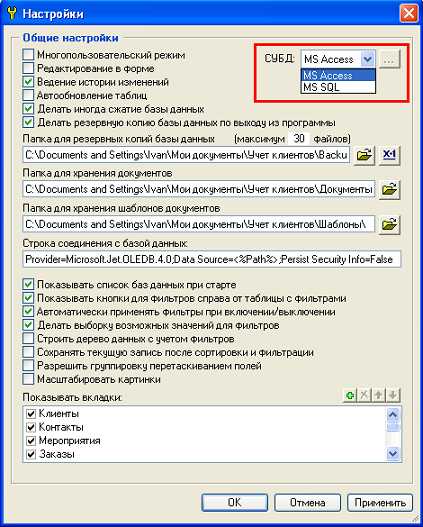 Настройки
Общие настройки
Многопользовательский режим
СУБД: MS Access ...
Редактирование в форме
MS Access
Ведение истории изменений
MS SQL
Автообновление таблиц
Делать иногда сжатие базы данных
Делать резервную копию базы данных по выходу из программы
Папка для резервных копий базы данных (максимум 30 файлов)
C:\Documents and Settings\Ivan\Мои документы\Учет клиентов\Backu
Папка для хранения документов
C:\Documents and Settings\Ivan\Мои документы\Учет клиентов\Документы
Папка для хранения шаблонов документов
C:\Documents and Settings\Ivan\Мои документы\Учет клиентов\Шаблоны\
Строка соединения с базой данных:
Provider=Microsoft.Jet.OLEDB.4.0;Data Source=<%Path%>;Persist Security Info=False
Показывать список баз данных при старте
Показывать кнопки для фильтров справа от таблицы с фильтрами
Автоматически применять фильтры при включении/выключении
Делать выборку возможных значений для фильтров
Строить дерево данных с учетом фильтров
Сохранять текущую запись после сортировки и фильтрации
Разрешить группировку перетаскиванием полей
Масштабировать картинки
Показывать вкладки:
Клиенты
Контакты
Мероприятия
Заказы
OK Отмена Применить